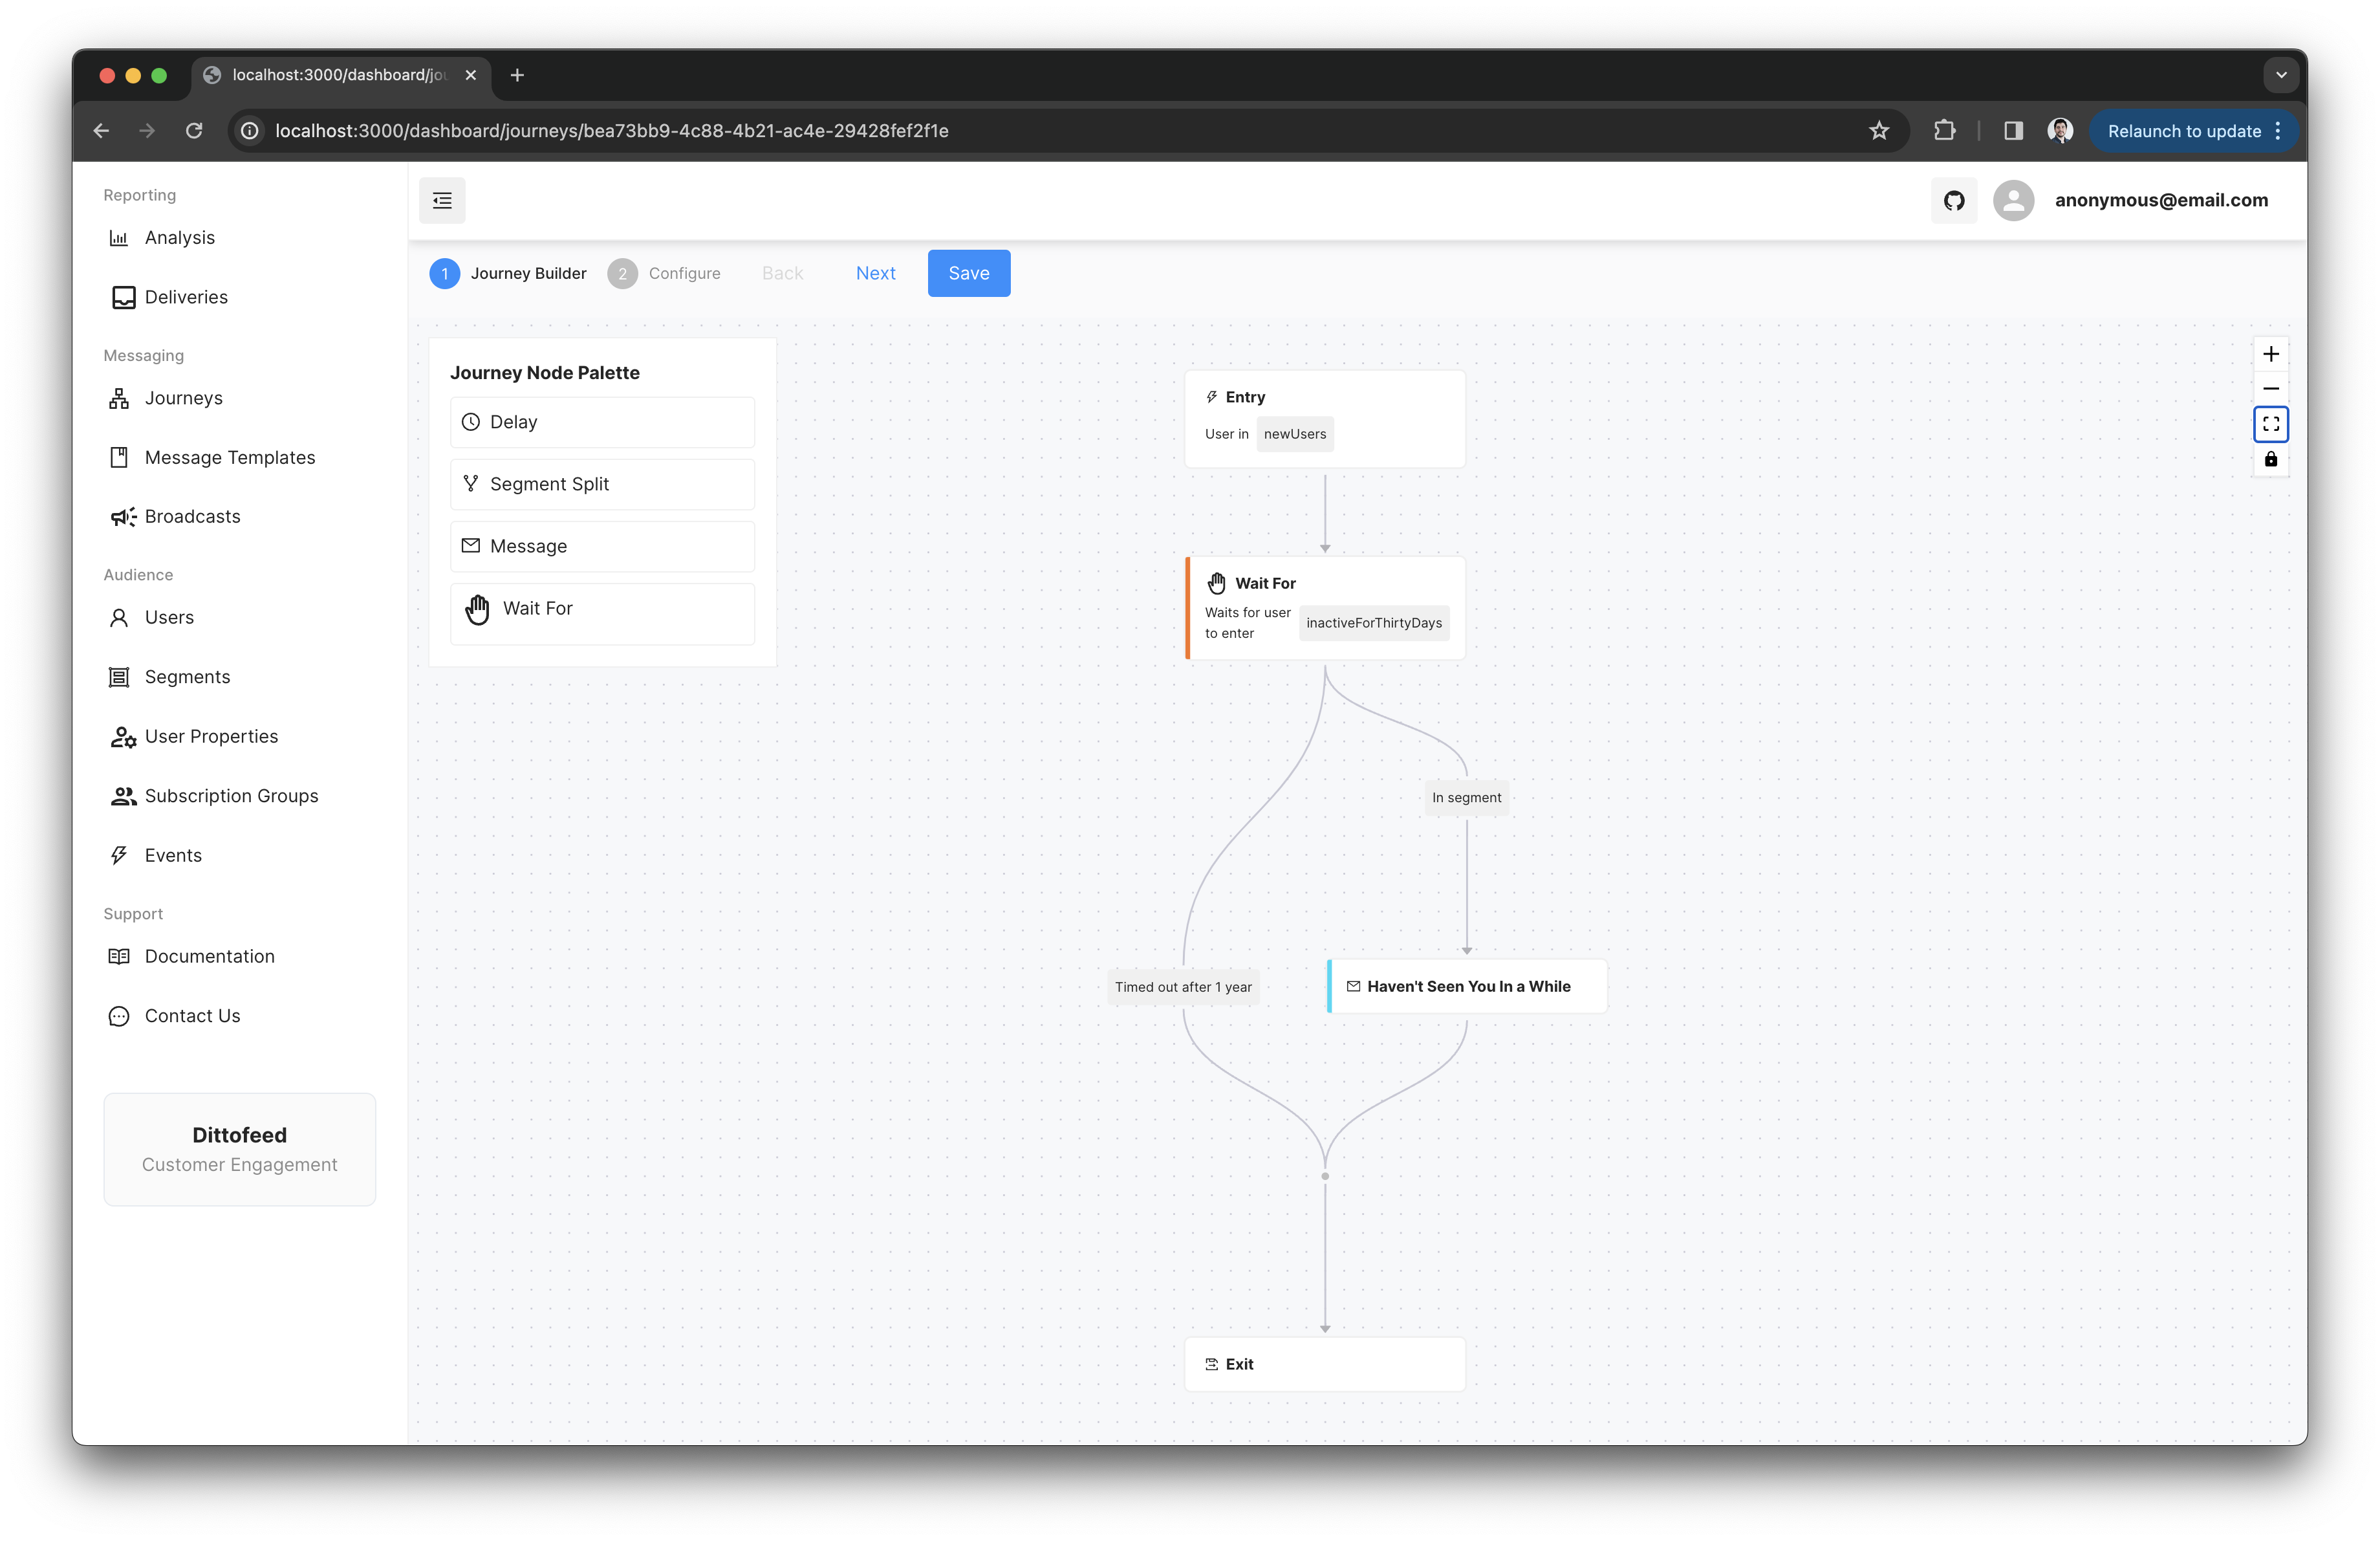 localhost:3000/dashboard/jou
localhost:3000/dashboard/journeys/bea73bb9-4c88-4b21-ac4e-29428fef2f1e
Relaunch to update
Reporting
Analysis
Deliveries
Messaging
Journeys
Message Templates
Broadcasts
Audience
Users
Segments
User Properties
Subscription Groups
Events
Support
Documentation
Contact Us
Dittofeed
Customer Engagement
anonymous@email.com
1 Journey Builder 2 Configure Back Next Save
Journey Node Palette
Delay
Segment Split
Message
Wait For
Entry
User in newUsers
Wait For
Waits for user
to enter
inactiveForThirtyDays
In segment
Timed out after 1 year
Haven't Seen You In a While
Exit